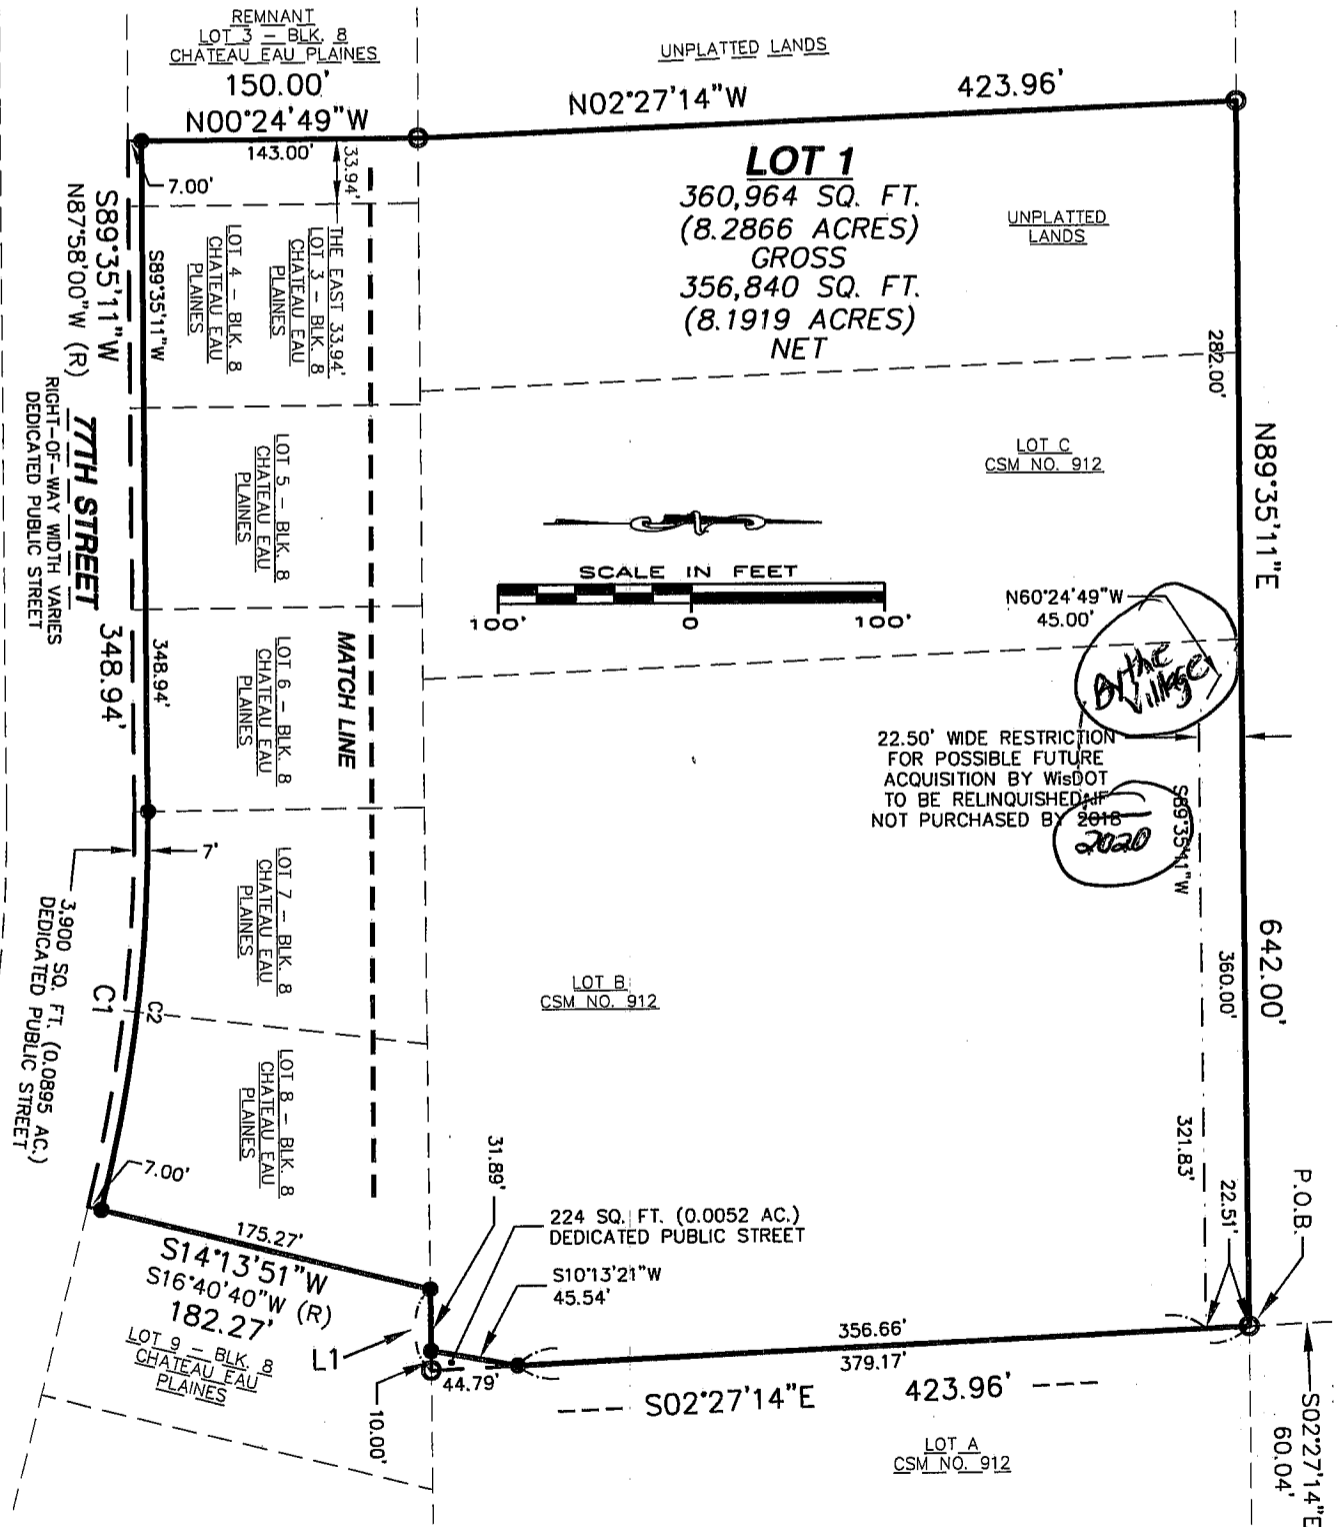 REMNANT
LOT 3 – BLK. 8
CHATEAU EAU PLAINES
150.00'
N00°24'49"W
143.00'
UNPLATTED LANDS
N02°27'14"W
423.96'
33.94'
7.00'
LOT 1
360,964 SQ. FT.
(8.2866 ACRES)
GROSS
356,840 SQ. FT.
(8.1919 ACRES)
NET
UNPLATTED
LANDS
S89°35'11"W
N87°58'00"W (R)
S89°35'11"W
LOT 4 – BLK. 8
CHATEAU EAU
PLAINES
THE EAST 33.94'
LOT 3 – BLK. 8
CHATEAU EAU
PLAINES
282.00'
N89°35'11"E
77TH STREET
RIGHT-OF-WAY WIDTH VARIES
DEDICATED PUBLIC STREET
LOT 5 – BLK. 8
CHATEAU EAU
PLAINES
LOT C
CSM NO. 912
SCALE IN FEET
100'
0
100'
N60°24'49"W
45.00'
By the
Village
348.94'
348.94'
LOT 6 – BLK. 8
CHATEAU EAU
PLAINES
MATCH LINE
22.50' WIDE RESTRICTION
FOR POSSIBLE FUTURE
ACQUISITION BY WisDOT
TO BE RELINQUISHED IF
NOT PURCHASED BY 2018
2020
S89°35'11"W
7'
3,900 SQ. FT. (0.0895 AC.)
DEDICATED PUBLIC STREET
LOT 7 – BLK. 8
CHATEAU EAU
PLAINES
C1
C2
LOT B
CSM NO. 912
642.00'
360.00'
321.83'
22.51'
P.O.B.
LOT 8 – BLK. 8
CHATEAU EAU
PLAINES
7.00'
31.89'
224 SQ. FT. (0.0052 AC.)
DEDICATED PUBLIC STREET
S10°13'21"W
45.54'
175.27'
S14°13'51"W
S16°40'40"W (R)
182.27'
LOT 9 – BLK. 8
CHATEAU EAU
PLAINES
L1
10.00'
44.79'
356.66'
379.17'
S02°27'14"E
423.96'
LOT A
CSM NO. 912
S02°27'14"E
60.04'